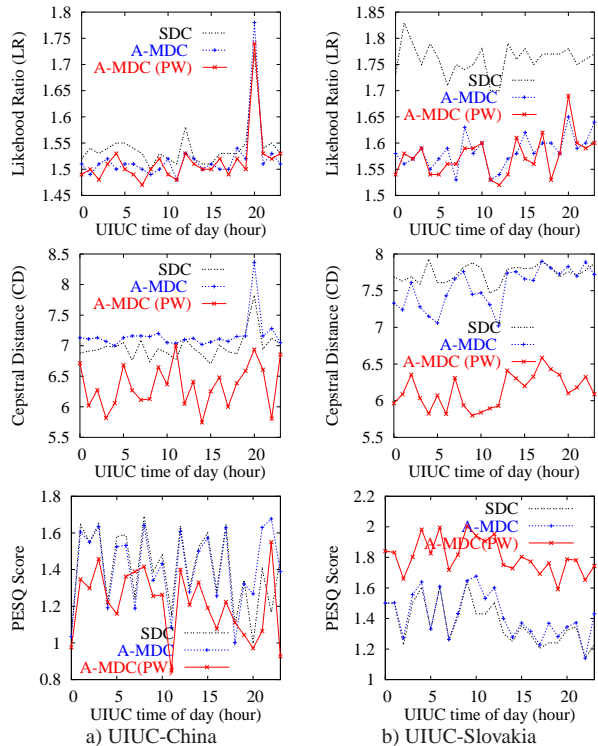 Likehood Ratio (LR)
1.8
1.75
1.7
1.65
1.6
1.55
1.5
1.45
SDC
A-MDC
A-MDC (PW)
0 5 10 15 20
UIUC time of day (hour)
Likehood Ratio (LR)
1.85
1.8
1.75
1.7
1.65
1.6
1.55
1.5
SDC
A-MDC
A-MDC (PW)
0 5 10 15 20
UIUC time of day (hour)
Cepstral Distance (CD)
8.5
8
7.5
7
6.5
6
5.5
SDC
A-MDC
A-MDC (PW)
0 5 10 15 20
UIUC time of day (hour)
Cepstral Distance (CD)
8
7.5
7
6.5
6
5.5
SDC
A-MDC
A-MDC (PW)
0 5 10 15 20
UIUC time of day (hour)
PESQ Score
1.8
1.6
1.4
1.2
1
0.8
SDC
A-MDC
A-MDC(PW)
0 5 10 15 20
UIUC time of day (hour)
a) UIUC-China
PESQ Score
2.2
2
1.8
1.6
1.4
1.2
1
SDC
A-MDC
A-MDC(PW)
0 5 10 15 20
UIUC time of day (hour)
b) UIUC-Slovakia